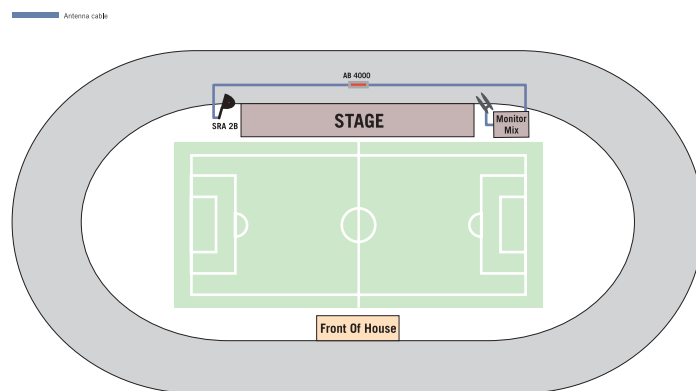 Antenna cable
AB 4000
SRA 2B
STAGE
Monitor
Mix
Front Of House